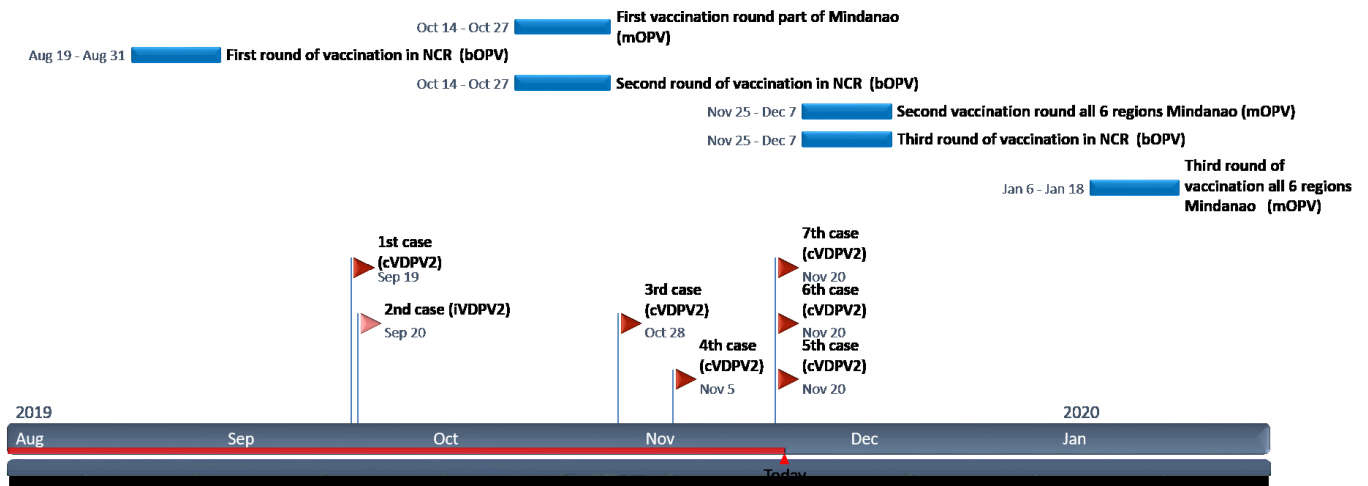 First vaccination round part of Mindanao
Oct 14 - Oct 27
(mOPV)
Aug 19 - Aug 31
First round of vaccination in NCR (bOPV)
Oct 14 - Oct 27
Second round of vaccination in NCR (bOPV)
Nov 25 - Dec 7
Second vaccination round all 6 regions Mindanao (mOPV)
Nov 25 - Dec 7
Third round of vaccination in NCR (bOPV)
Third round of
Jan 6 - Jan 18
vaccination all 6 regions
Mindanao (mOPV)
1st case
(cVDPV2)
Sep 19
7th case
(cVDPV2)
Nov 20
2nd case (iVDPV2)
Sep 20
3rd case
(cVDPV2)
Oct 28
6th case
(cVDPV2)
Nov 20
4th case
(cVDPV2)
Nov 5
5th case
(cVDPV2)
Nov 20
2019
2020
Aug
Sep
Oct
Nov
Dec
Jan
Today